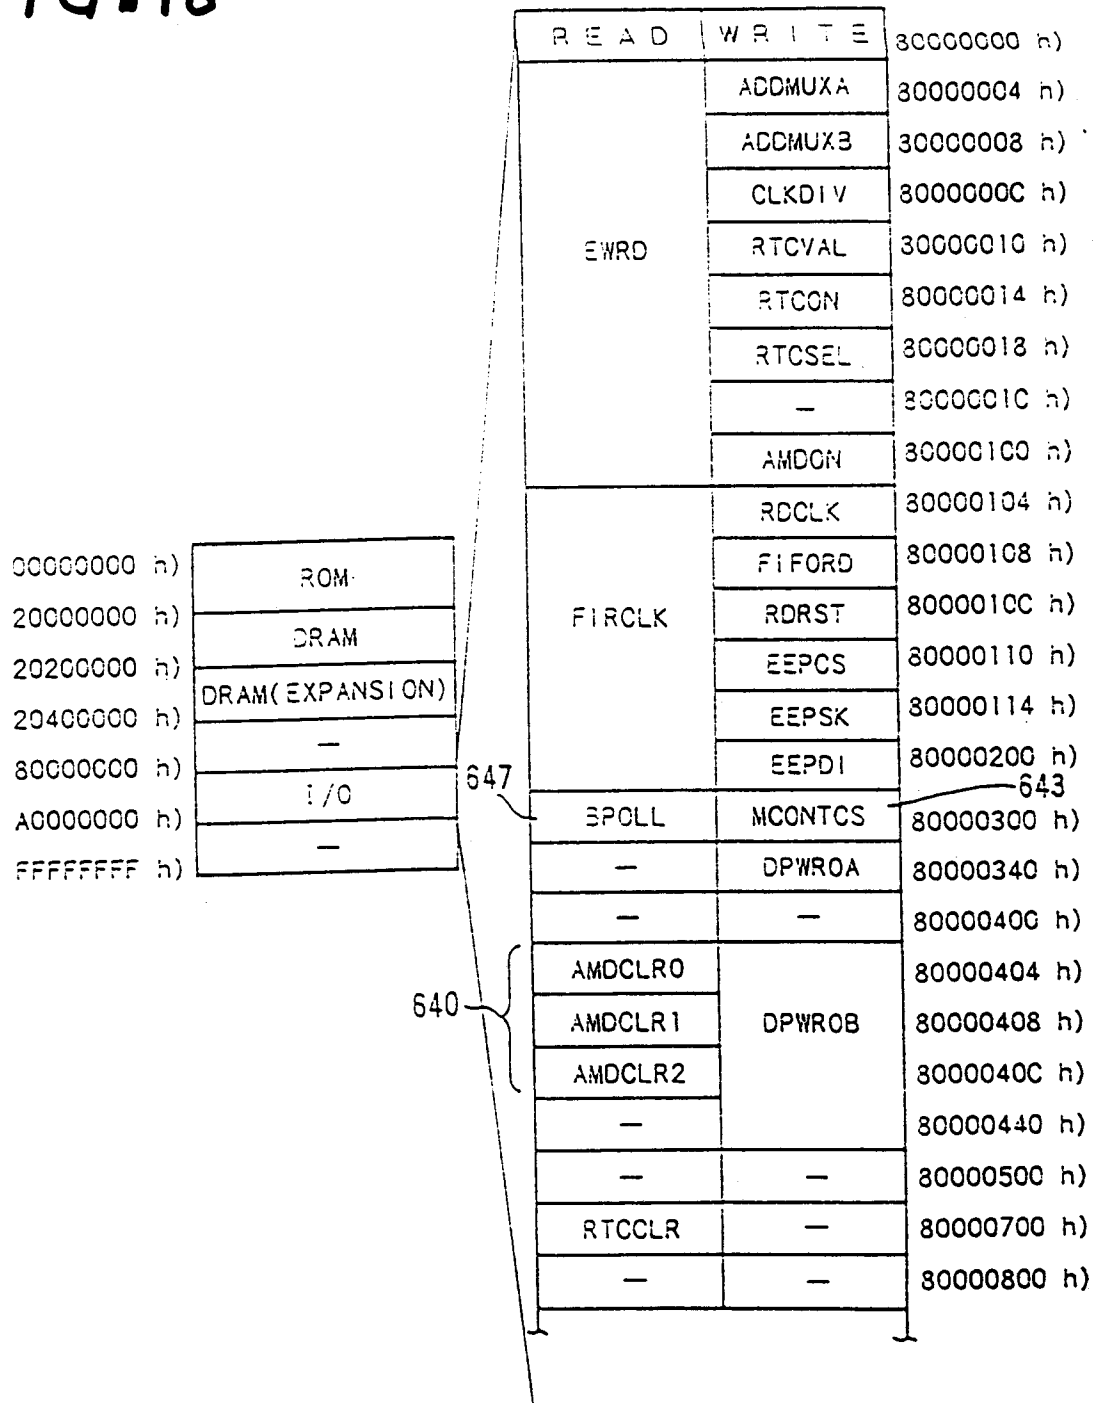 READ WRITE 80000000 h)
ADDMUXA 80000004 h)
ADDMUXB 80000008 h)
CLKDIV 8000000C h)
EWRD RTCVAL 80000010 h)
RTCON 80000014 h)
RTCSEL 80000018 h)
— 8000001C h)
AMDON 80000100 h)
RDCLK 80000104 h)
FIFORD 80000108 h)
FIRCLK RDRST 8000010C h)
EEPCS 80000110 h)
EEPSK 80000114 h)
EEPDI 80000200 h)
647 643
SPOLL MCONTCS 80000300 h)
— DPWROA 80000340 h)
— — 80000400 h)
AMDCLR0 80000404 h)
640 AMDCLR1 DPWROB 80000408 h)
AMDCLR2 8000040C h)
— 80000440 h)
— — 80000500 h)
RTCCLR — 80000700 h)
— — 80000800 h)
00000000 h) ROM
20000000 h) DRAM
20200000 h) DRAM(EXPANSION)
20400000 h) —
80000000 h) I/O
A0000000 h) —
FFFFFFFF h)